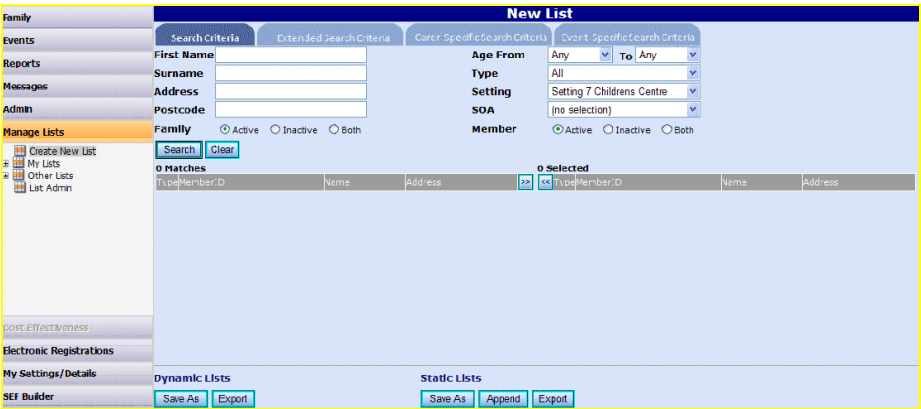 New List
Family
Events
Reports
Messages
Admin
Manage Lists
Create New List
My Lists
Other Lists
List Admin
Cost Effectiveness
Electronic Registrations
My Settings/Details
SEF Builder
Search Criteria Extended Search Criteria Carer Specific Search Criteria Event Specific Search Criteria
First Name Age From Any To Any
Surname Type All
Address Setting Setting 7 Childrens Centre
Postcode SOA (no selection)
Family Active Inactive Both Member Active Inactive Both
Search Clear
0 Matches 0 Selected
Type MemberID Name Address >> << Type MemberID Name Address
Dynamic Lists Static Lists
Save As Export Save As Append Export